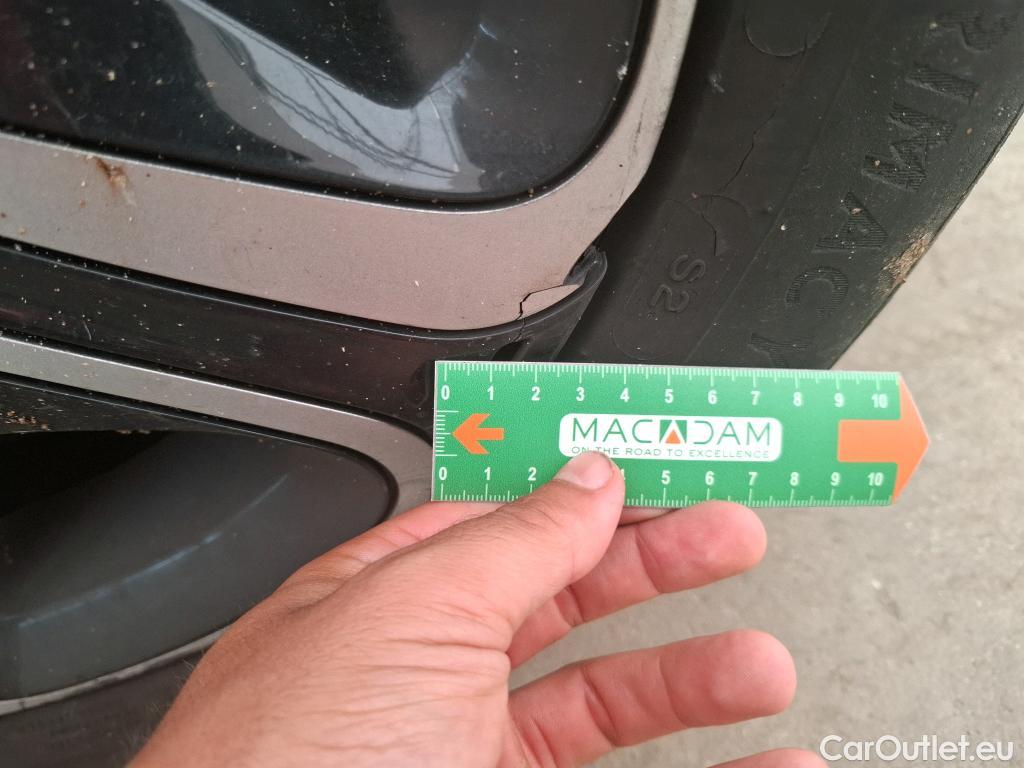 PRIMACY
S2
0 1 2 3 4 5 6 7 8 9 10
MACADAM
ON THE ROAD TO EXCELLENCE
0 1 2 4 5 6 7 8 9 10
CarOutlet.eu